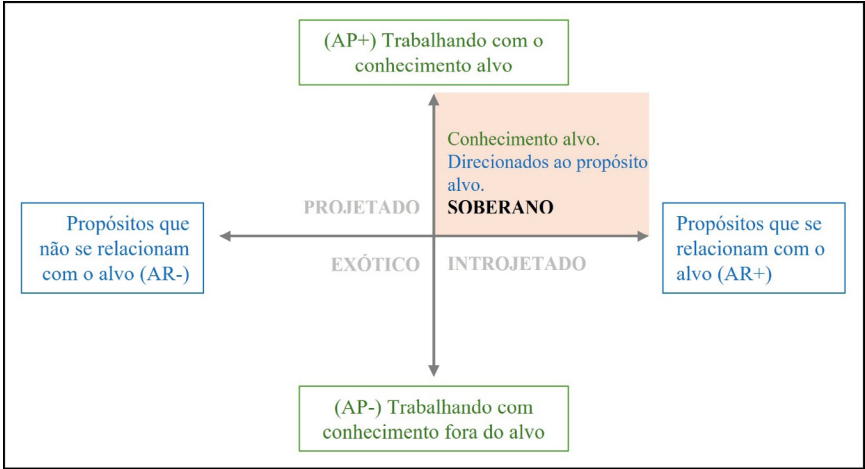 (AP+) Trabalhando com o
conhecimento alvo
Conhecimento alvo.
Direcionados ao propósito
alvo.
PROJETADO
SOBERANO
Propósitos que
não se relacionam
com o alvo (AR-)
Propósitos que se
relacionam com o
alvo (AR+)
EXÓTICO
INTROJETADO
(AP-) Trabalhando com
conhecimento fora do alvo